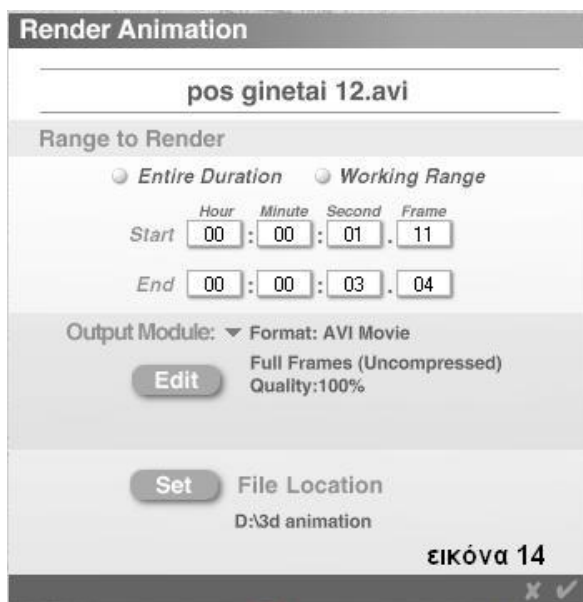 Render Animation
pos ginetai 12.avi
Range to Render
Entire Duration Working Range
Hour Minute Second Frame
Start 00 : 00 : 01 . 11
End 00 : 00 : 03 . 04
Output Module: Format: AVI Movie
Edit Full Frames (Uncompressed)
Quality:100%
Set File Location
D:\3d animation
εικόνα 14